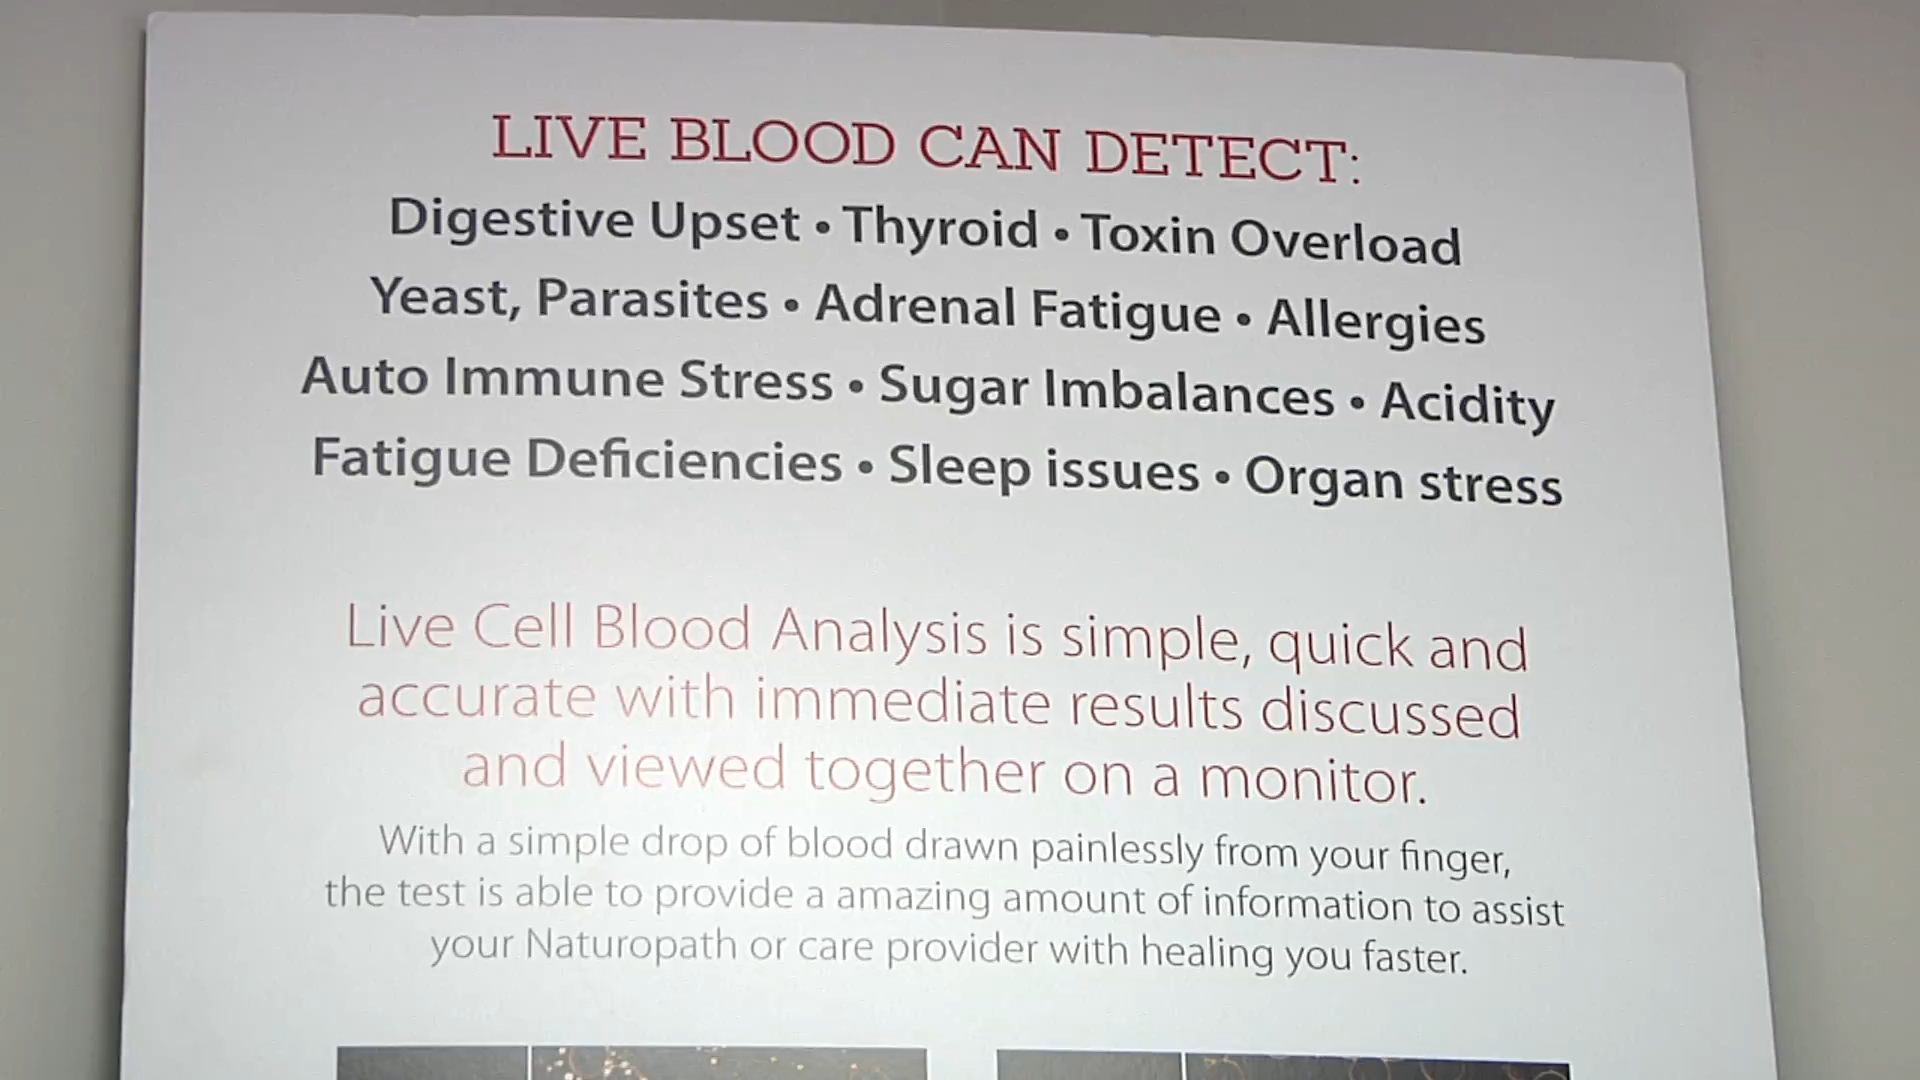 LIVE BLOOD CAN DETECT:
Digestive Upset • Thyroid • Toxin Overload
Yeast, Parasites • Adrenal Fatigue • Allergies
Auto Immune Stress • Sugar Imbalances • Acidity
Fatigue Deficiencies • Sleep issues • Organ stress
Live Cell Blood Analysis is simple, quick and
accurate with immediate results discussed
and viewed together on a monitor.
With a simple drop of blood drawn painlessly from your finger,
the test is able to provide a amazing amount of information to assist
your Naturopath or care provider with healing you faster.